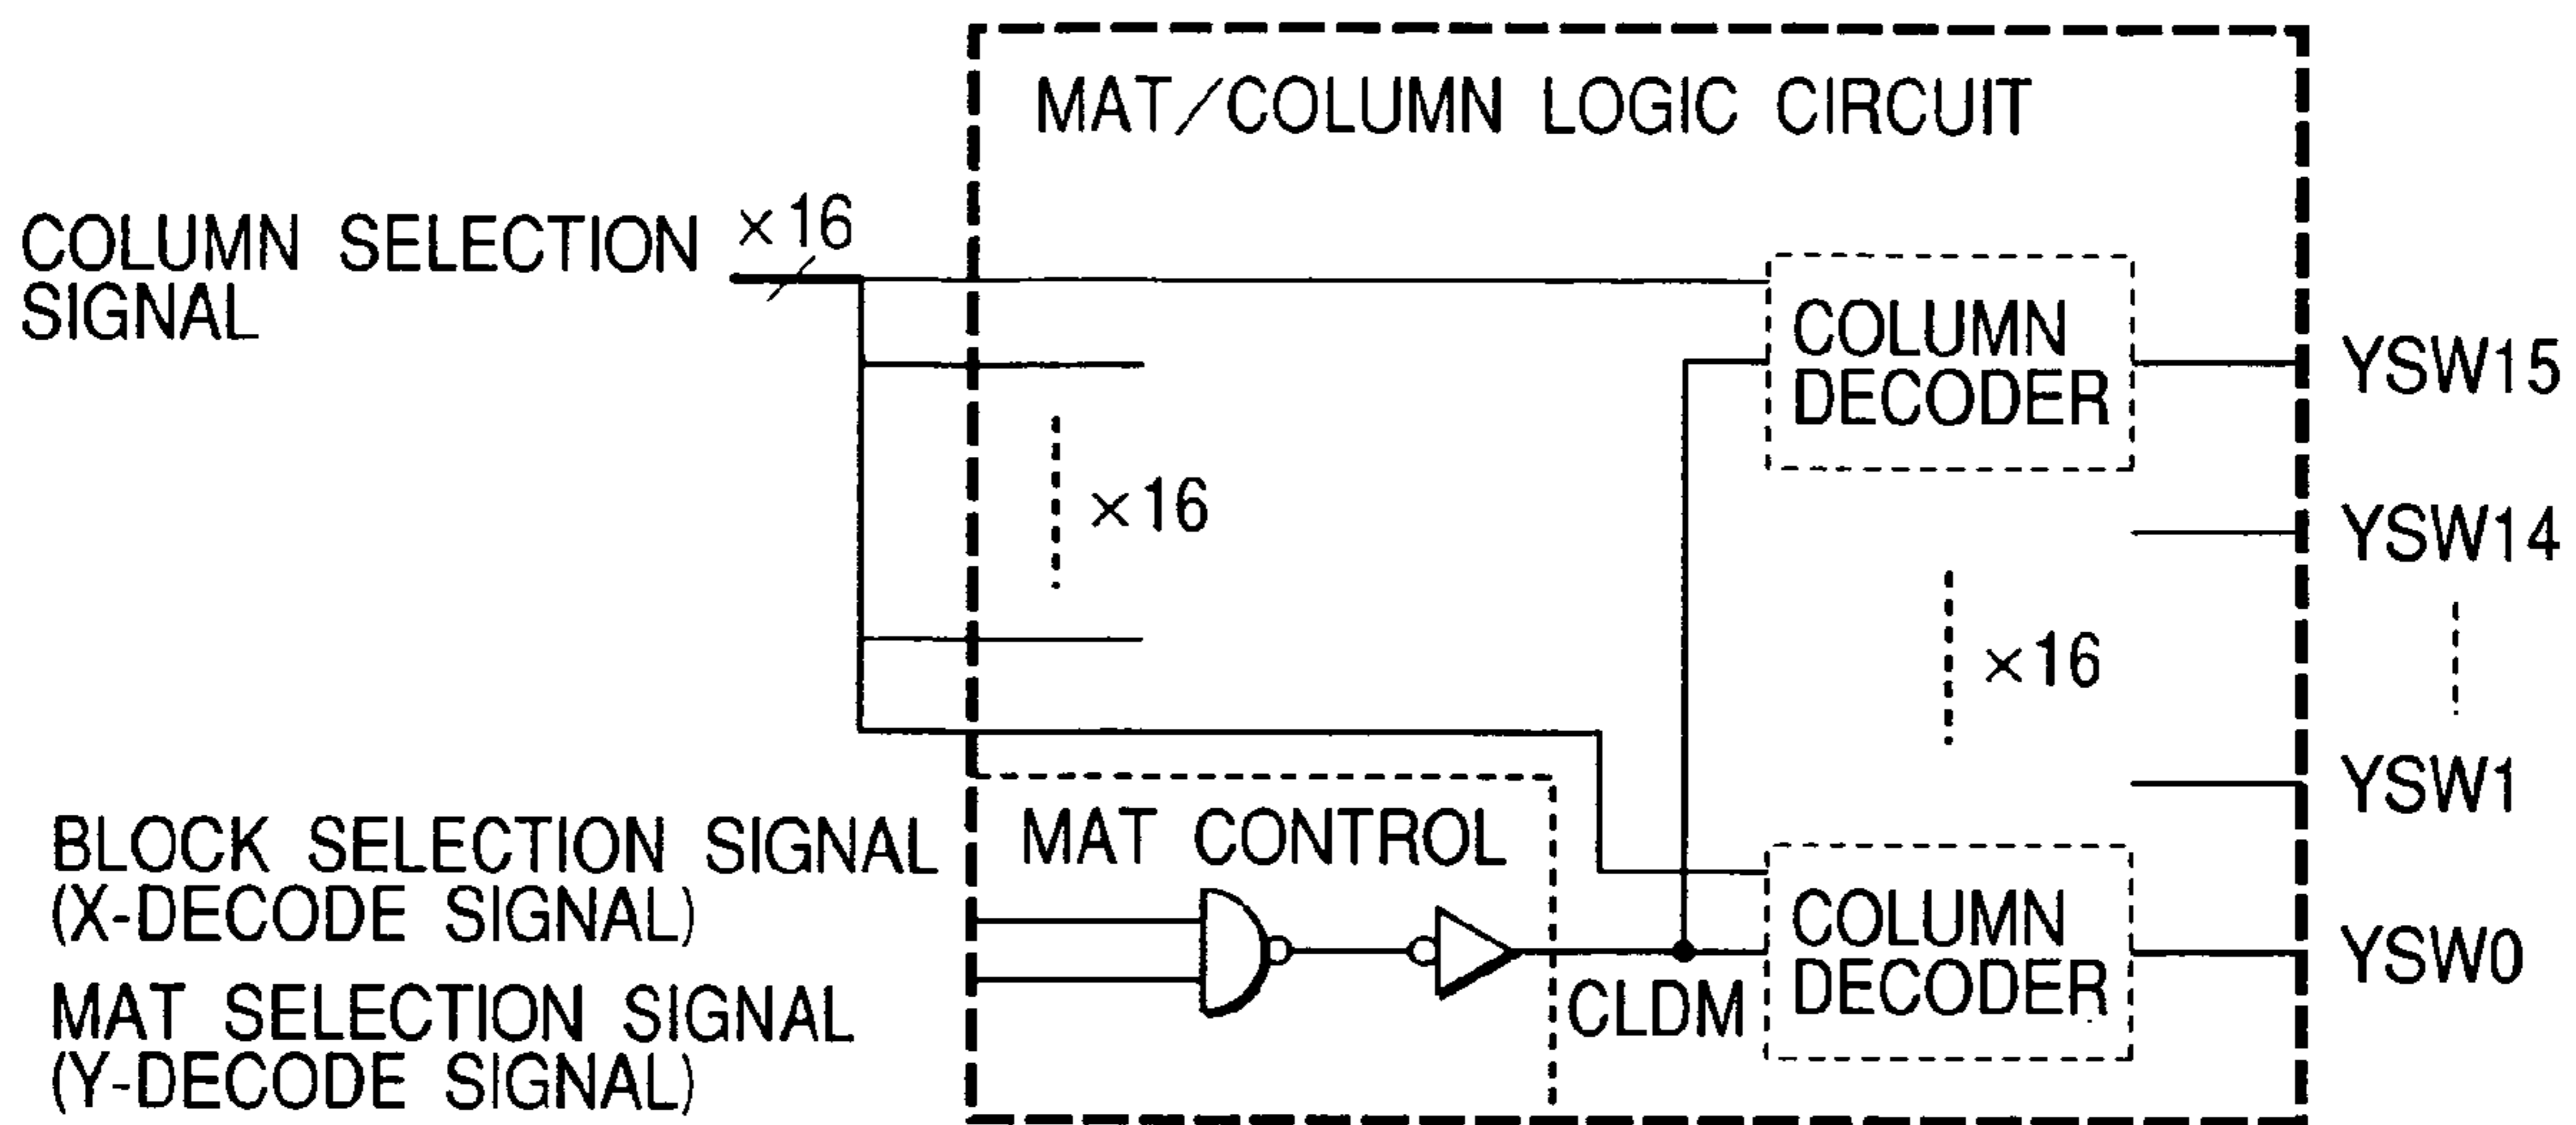 MAT/COLUMN LOGIC CIRCUIT
COLUMN SELECTION
SIGNAL
×16
COLUMN
DECODER
YSW15
×16
YSW14
×16
YSW1
BLOCK SELECTION SIGNAL
(X-DECODE SIGNAL)
MAT SELECTION SIGNAL
(Y-DECODE SIGNAL)
MAT CONTROL
CLDM
COLUMN
DECODER
YSW0